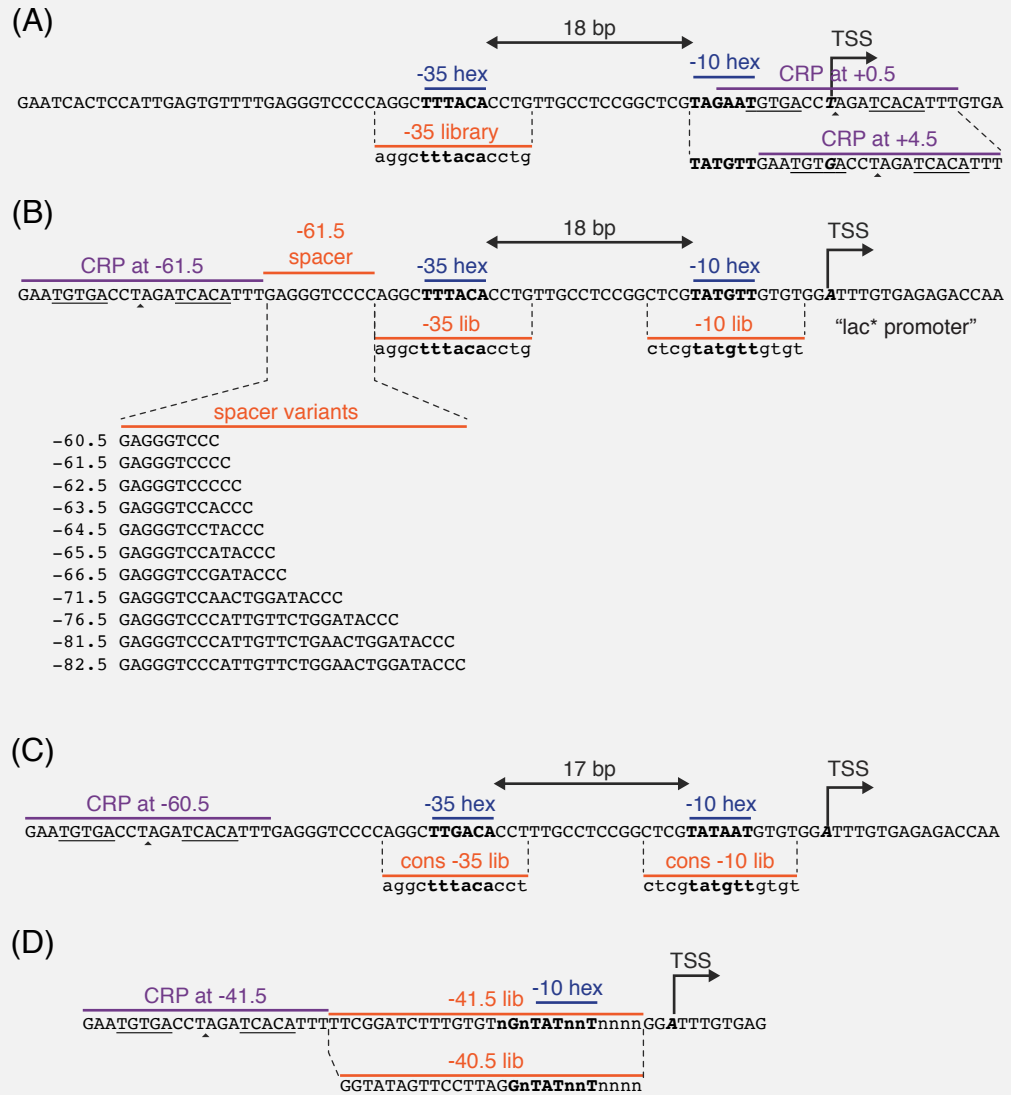 (A)
18 bp
TSS
-35 hex
-10 hex
CRP at +0.5
GAATCACTCCATTGAGTGTTTTGAGGGTCCCCAGGCTTTACACCTGTTGCCTCCGGCTCGTAGAATGTGACCTAGATCACATTTGTGA
-35 library
CRP at +4.5
aggctttacacctg
TATGTTGAATGTGACCTAGATCACATTT
(B)
-61.5
spacer
18 bp
TSS
CRP at -61.5
-35 hex
-10 hex
GAATGTGACCTAGATCACATTTGAGGGTCCCCAGGCTTTACACCTGTTGCCTCCGGCTCGTATGTTGTGTGGATTTGTGAGAGACCAA
-35 lib
-10 lib
“lac* promoter”
aggctttacacctg
ctcgtatgttgtgt
spacer variants
-60.5 GAGGGTCCC
-61.5 GAGGGTCCCC
-62.5 GAGGGTCCCCC
-63.5 GAGGGTCCACCC
-64.5 GAGGGTCCTACCC
-65.5 GAGGGTCCATACCC
-66.5 GAGGGTCCGATACCC
-71.5 GAGGGTCCAACTGGATACCC
-76.5 GAGGGTCCCATTGTTCTGGATACCC
-81.5 GAGGGTCCCATTGTTCTGAACTGGATACCC
-82.5 GAGGGTCCCATTGTTCTGGAACTGGATACCC
(C)
17 bp
TSS
CRP at -60.5
-35 hex
-10 hex
GAATGTGACCTAGATCACATTTGAGGGTCCCCAGGCTTGACACCTTTGCCTCCGGCTCGTATAATGTGTGGATTTGTGAGAGACCAA
cons -35 lib
cons -10 lib
aggctttacacct
ctcgtatgttgtgt
(D)
TSS
CRP at -41.5
-41.5 lib
-10 hex
GAATGTGACCTAGATCACATTTTTCGGATCTTTGTGTnGnTATnnTnnnnGGATTTGTGAG
-40.5 lib
GGTATAGTTCCTTAGGnTATnnTnnnn